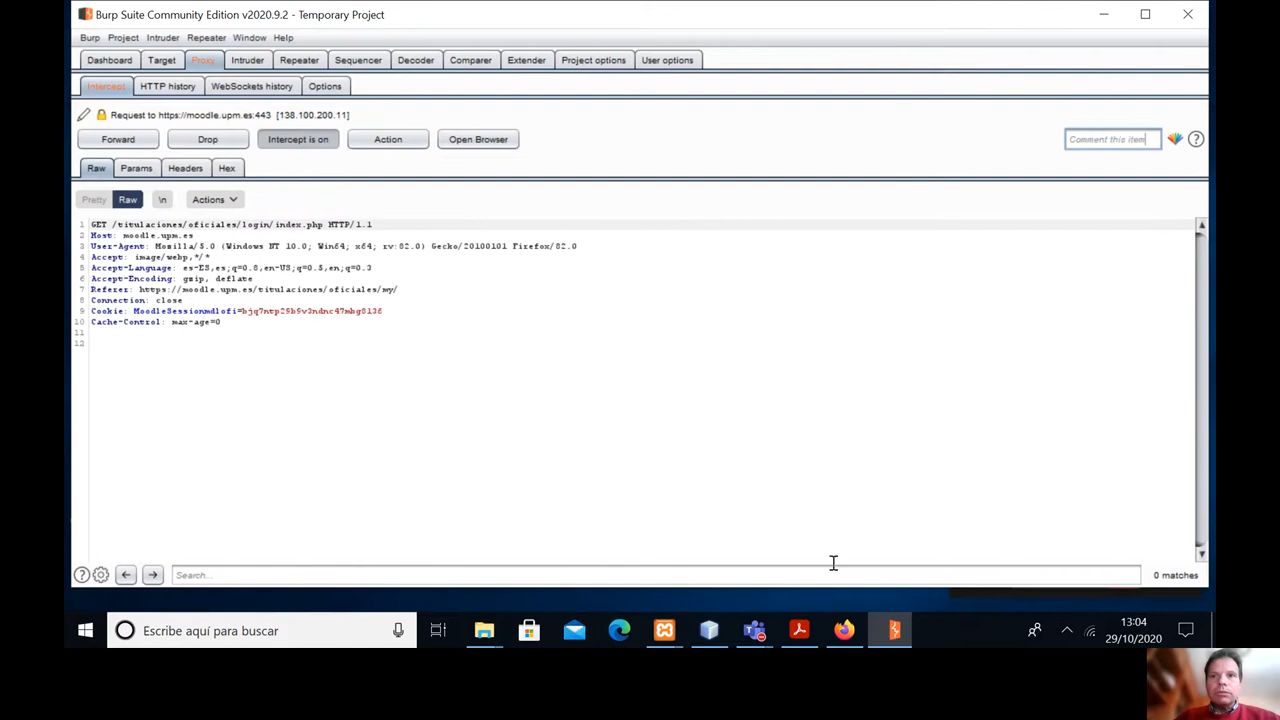 Burp Suite Community Edition v2020.9.2 - Temporary Project
Burp Project Intruder Repeater Window Help
Dashboard Target Proxy Intruder Repeater Sequencer Decoder Comparer Extender Project options User options
Intercept HTTP history WebSockets history Options
Request to https://moodle.upm.es:443 [138.100.200.11]
Forward Drop Intercept is on Action Open Browser Comment this item
Raw Params Headers Hex
Pretty Raw \n Actions
1 GET /titulaciones/oficiales/login/index.php HTTP/1.1
2 Host: moodle.upm.es
3 User-Agent: Mozilla/5.0 (Windows NT 10.0; Win64; x64; rv:82.0) Gecko/20100101 Firefox/82.0
4 Accept: image/webp,*/*
5 Accept-Language: es-ES,es;q=0.8,en-US;q=0.5,en;q=0.3
6 Accept-Encoding: gzip, deflate
7 Referer: https://moodle.upm.es/titulaciones/oficiales/my/
8 Connection: close
9 Cookie:
10 Cache-Control: max-age=0
11
12
Search... 0 matches
Escribe aquí para buscar
13:04
29/10/2020